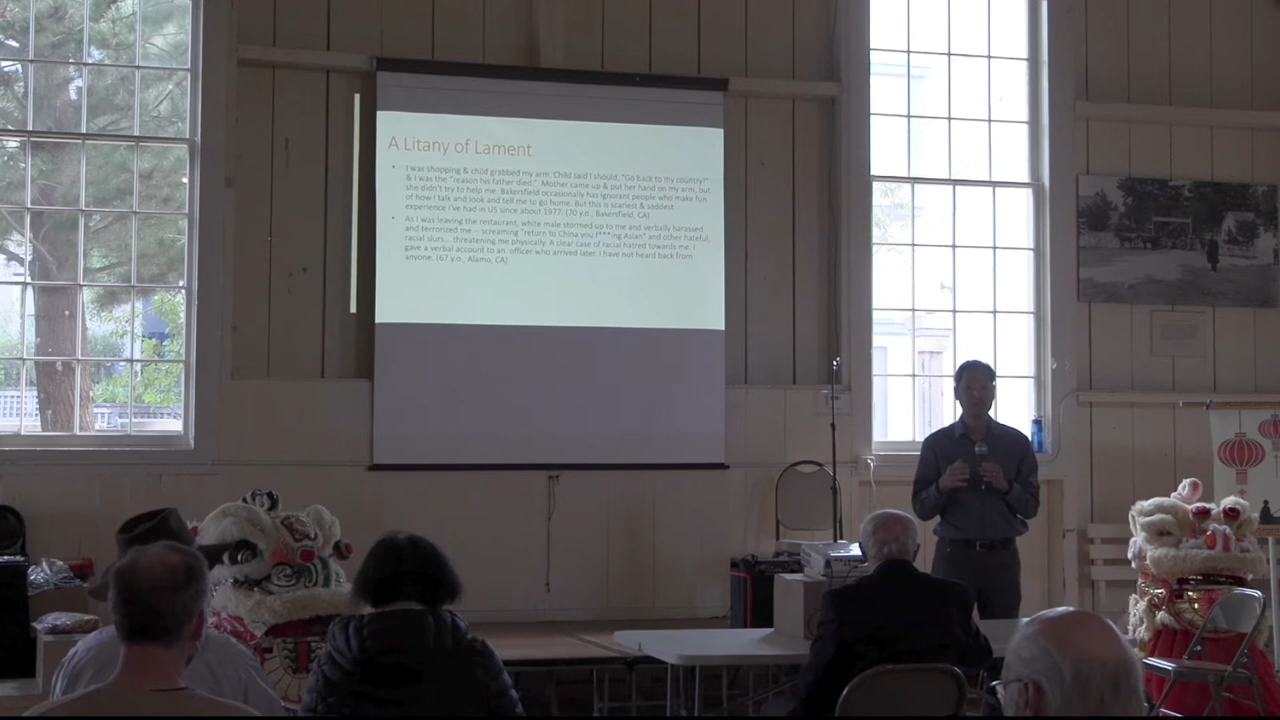 A Litany of Lament
• I was shopping & child grabbed my arm. Child said I should, "Go back to my country!"
& I was the "reason his father died." Mother came up & put her hand on my arm, but
she didn't try to help me. Bakersfield occasionally has ignorant people who make fun
of how I talk and look and tell me to go home. But this is scariest & saddest
experience I've had in US since about 1977. (70 y.o., Bakersfield, CA)
• As I was leaving the restaurant, white male stormed up to me and verbally harassed
and terrorized me -- screaming "return to China you f***ing Asian" and other hateful,
racial slurs... threatening me physically. A clear case of racial hatred towards me. I
gave a verbal account to an officer who arrived later. I have not heard back from
anyone. (67 y.o., Alamo, CA)